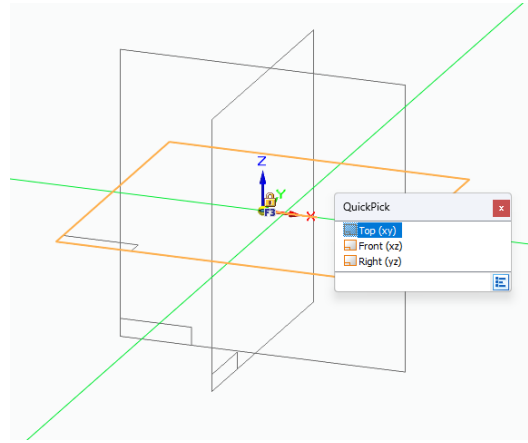 Z
Y
F3
X
QuickPick
x
Top (xy)
Front (xz)
Right (yz)